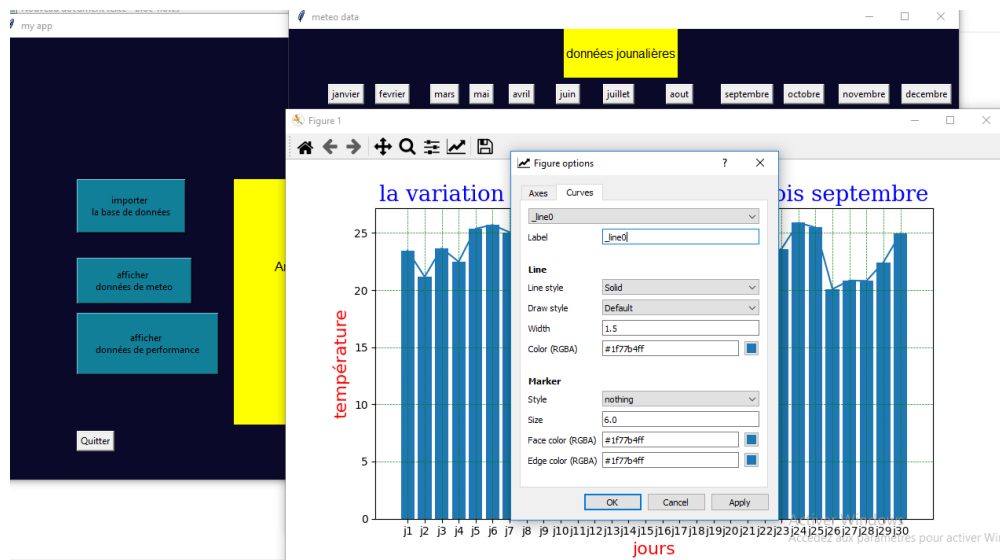 my app
meteo data
données jounalières
janvier fevrier mars mai avril juin juillet aout septembre octobre novembre decembre
Figure 1
importer
la base de données
afficher
données de meteo
afficher
données de performance
Quitter
la variation
ois septembre
température
25
20
15
10
5
0
j1 j2 j3 j4 j5 j6 j7 j8 j9 j10 j11 j12 j13 j14 j15 j16 j17 j18 j19 j20 j21 j22 j23 j24 j25 j26 j27 j28 j29 j30
jours
Figure options
?
Axes Curves
_line0
Label _line0
Line
Line style Solid
Draw style Default
Width 1.5
Color (RGBA) #1f77b4ff
Marker
Style nothing
Size 6.0
Face color (RGBA) #1f77b4ff
Edge color (RGBA) #1f77b4ff
OK Cancel Apply
Activer Windows
Accédez aux paramètres pour activer Win